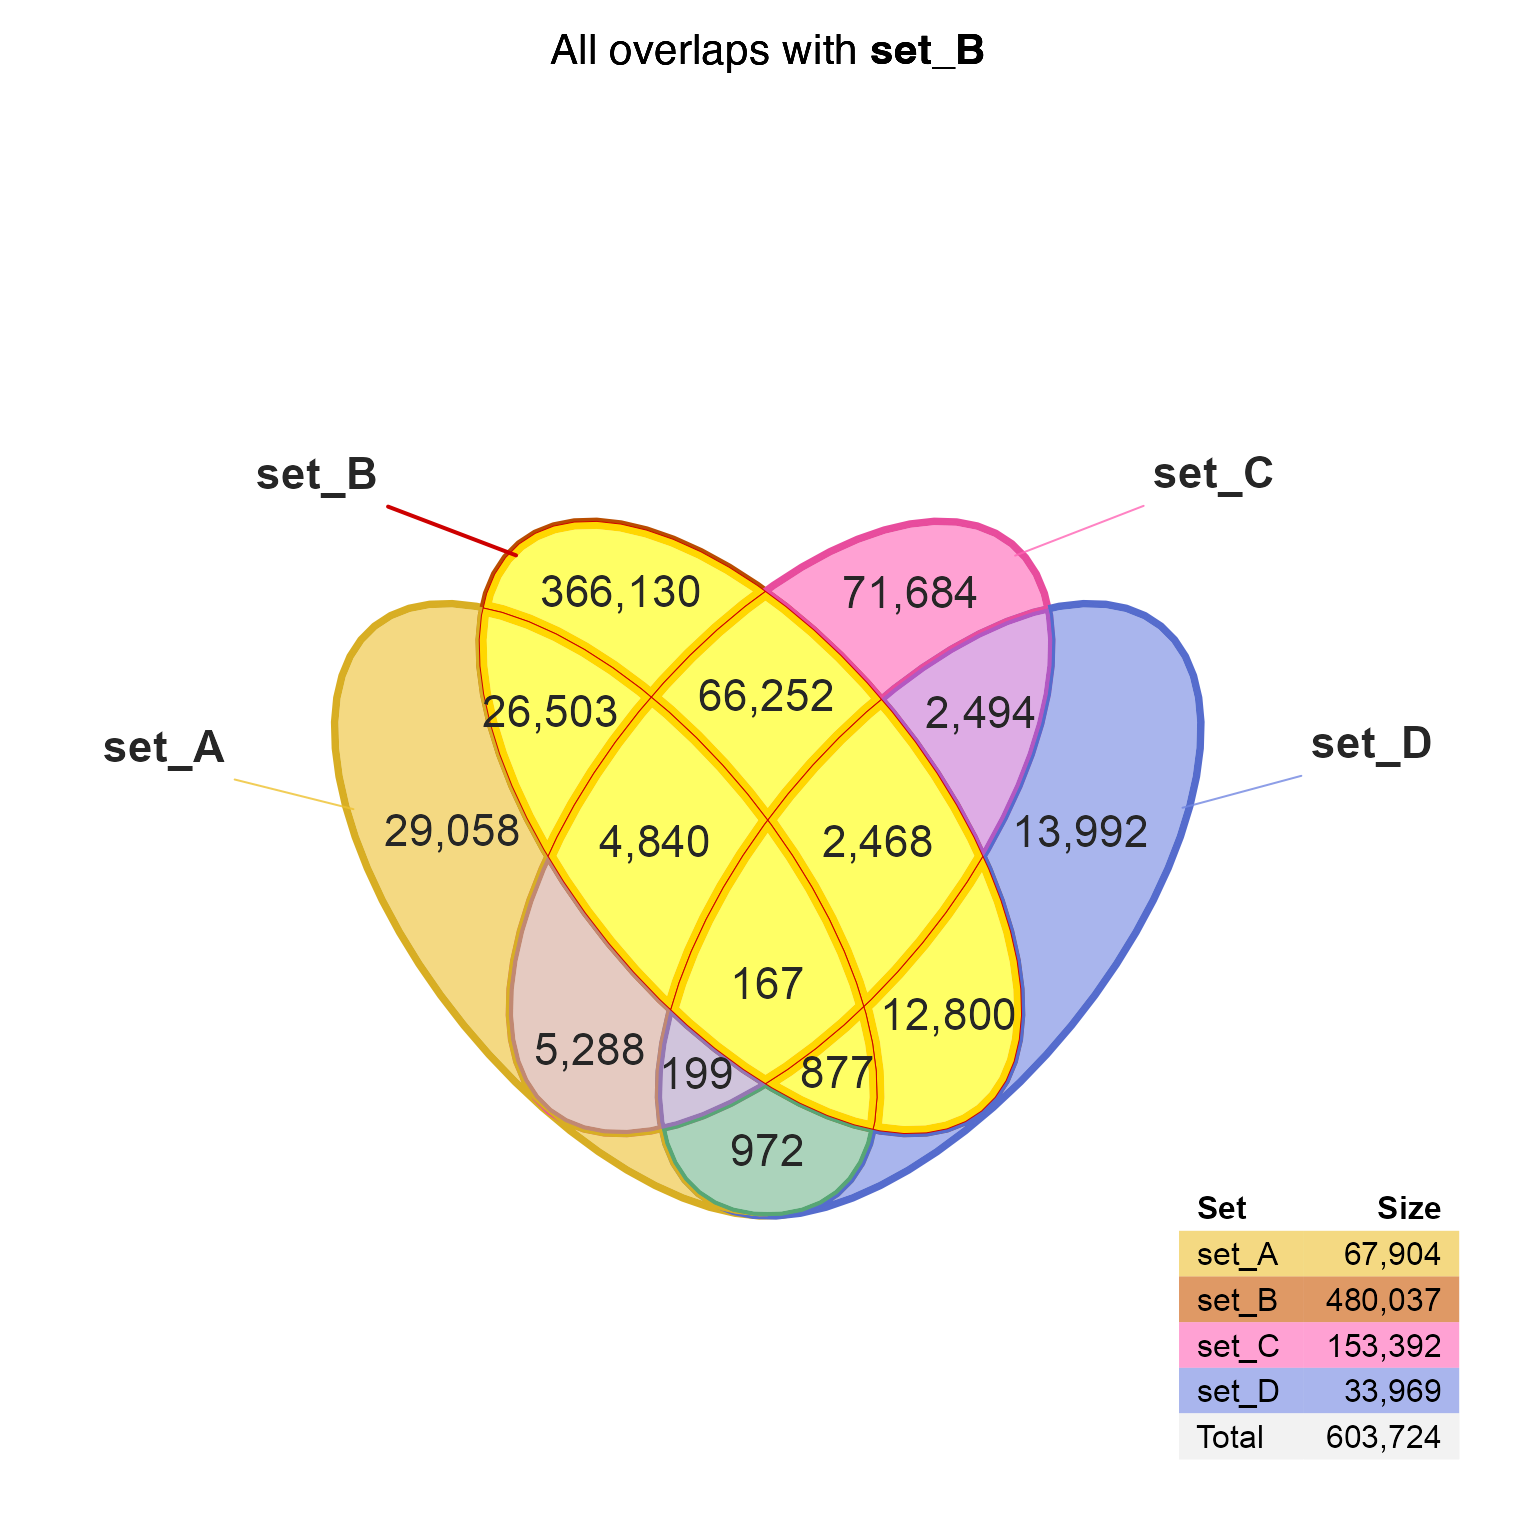 All overlaps with set_B
set_B
set_C
366,130
71,684
66,252
26,503
2,494
set_A
set_D
29,058
4,840
2,468
13,992
167
12,800
5,288
199
877
972
Set Size
set_A 67,904
set_B 480,037
set_C 153,392
set_D 33,969
Total 603,724